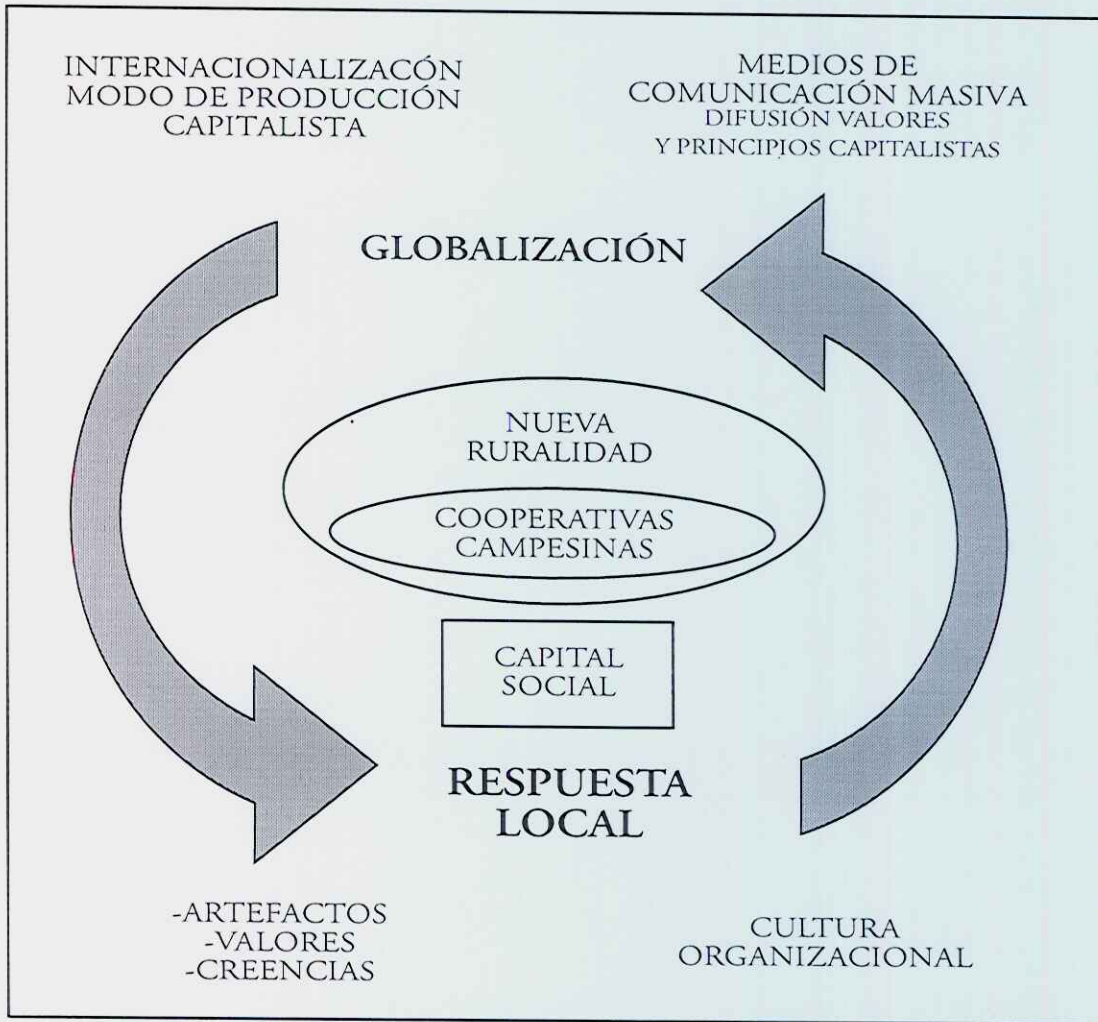 INTERNACIONALIZACÓN
MODO DE PRODUCCIÓN
CAPITALISTA
MEDIOS DE
COMUNICACIÓN MASIVA
DIFUSIÓN VALORES
Y PRINCIPIOS CAPITALISTAS
GLOBALIZACIÓN
NUEVA
RURALIDAD
COOPERATIVAS
CAMPESINAS
CAPITAL
SOCIAL
RESPUESTA
LOCAL
-ARTEFACTOS
-VALORES
-CREENCIAS
CULTURA
ORGANIZACIONAL